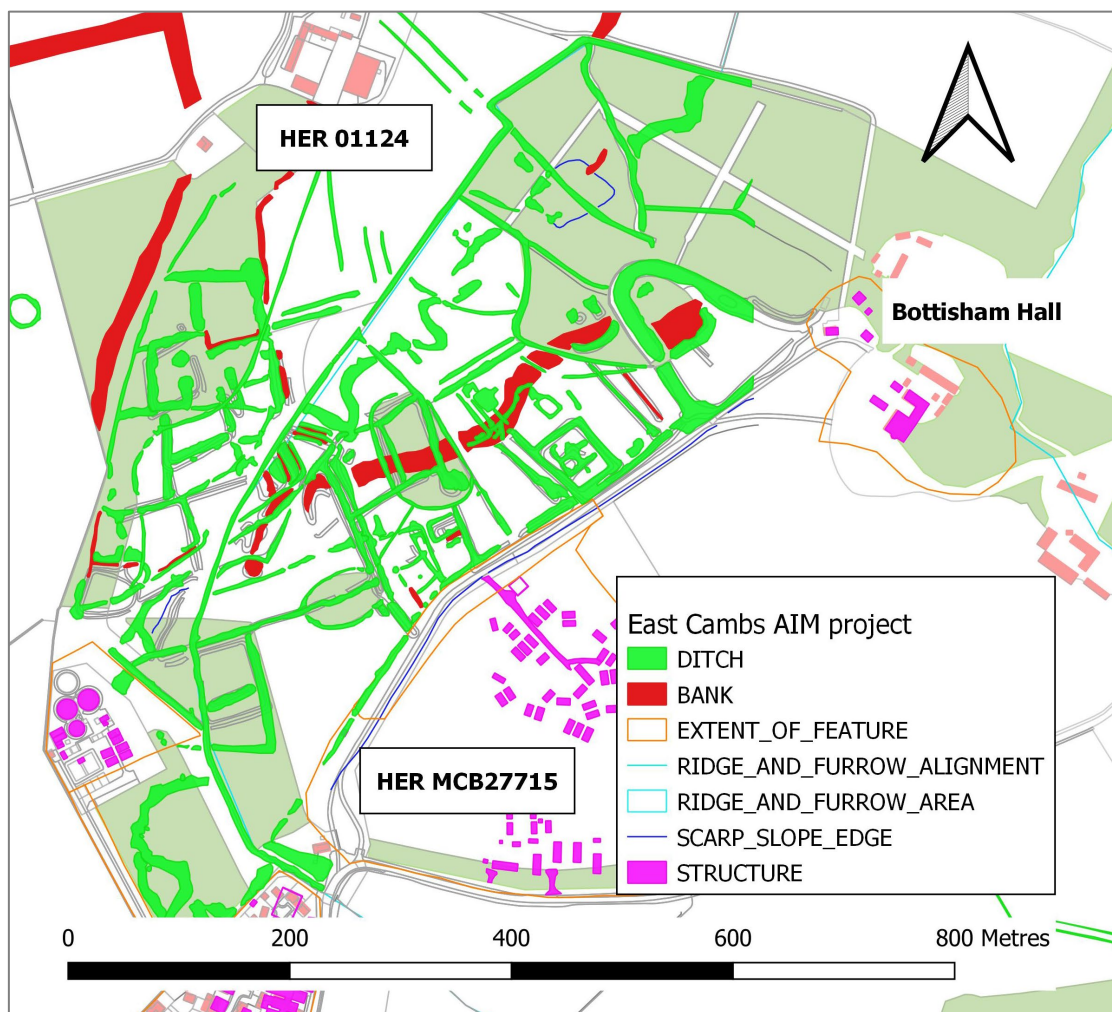 HER 01124
Bottisham Hall
East Cambs AIM project
DITCH
BANK
EXTENT_OF_FEATURE
RIDGE_AND_FURROW_ALIGNMENT
RIDGE_AND_FURROW_AREA
SCARP_SLOPE_EDGE
STRUCTURE
HER MCB27715
0 200 400 600 800 Metres